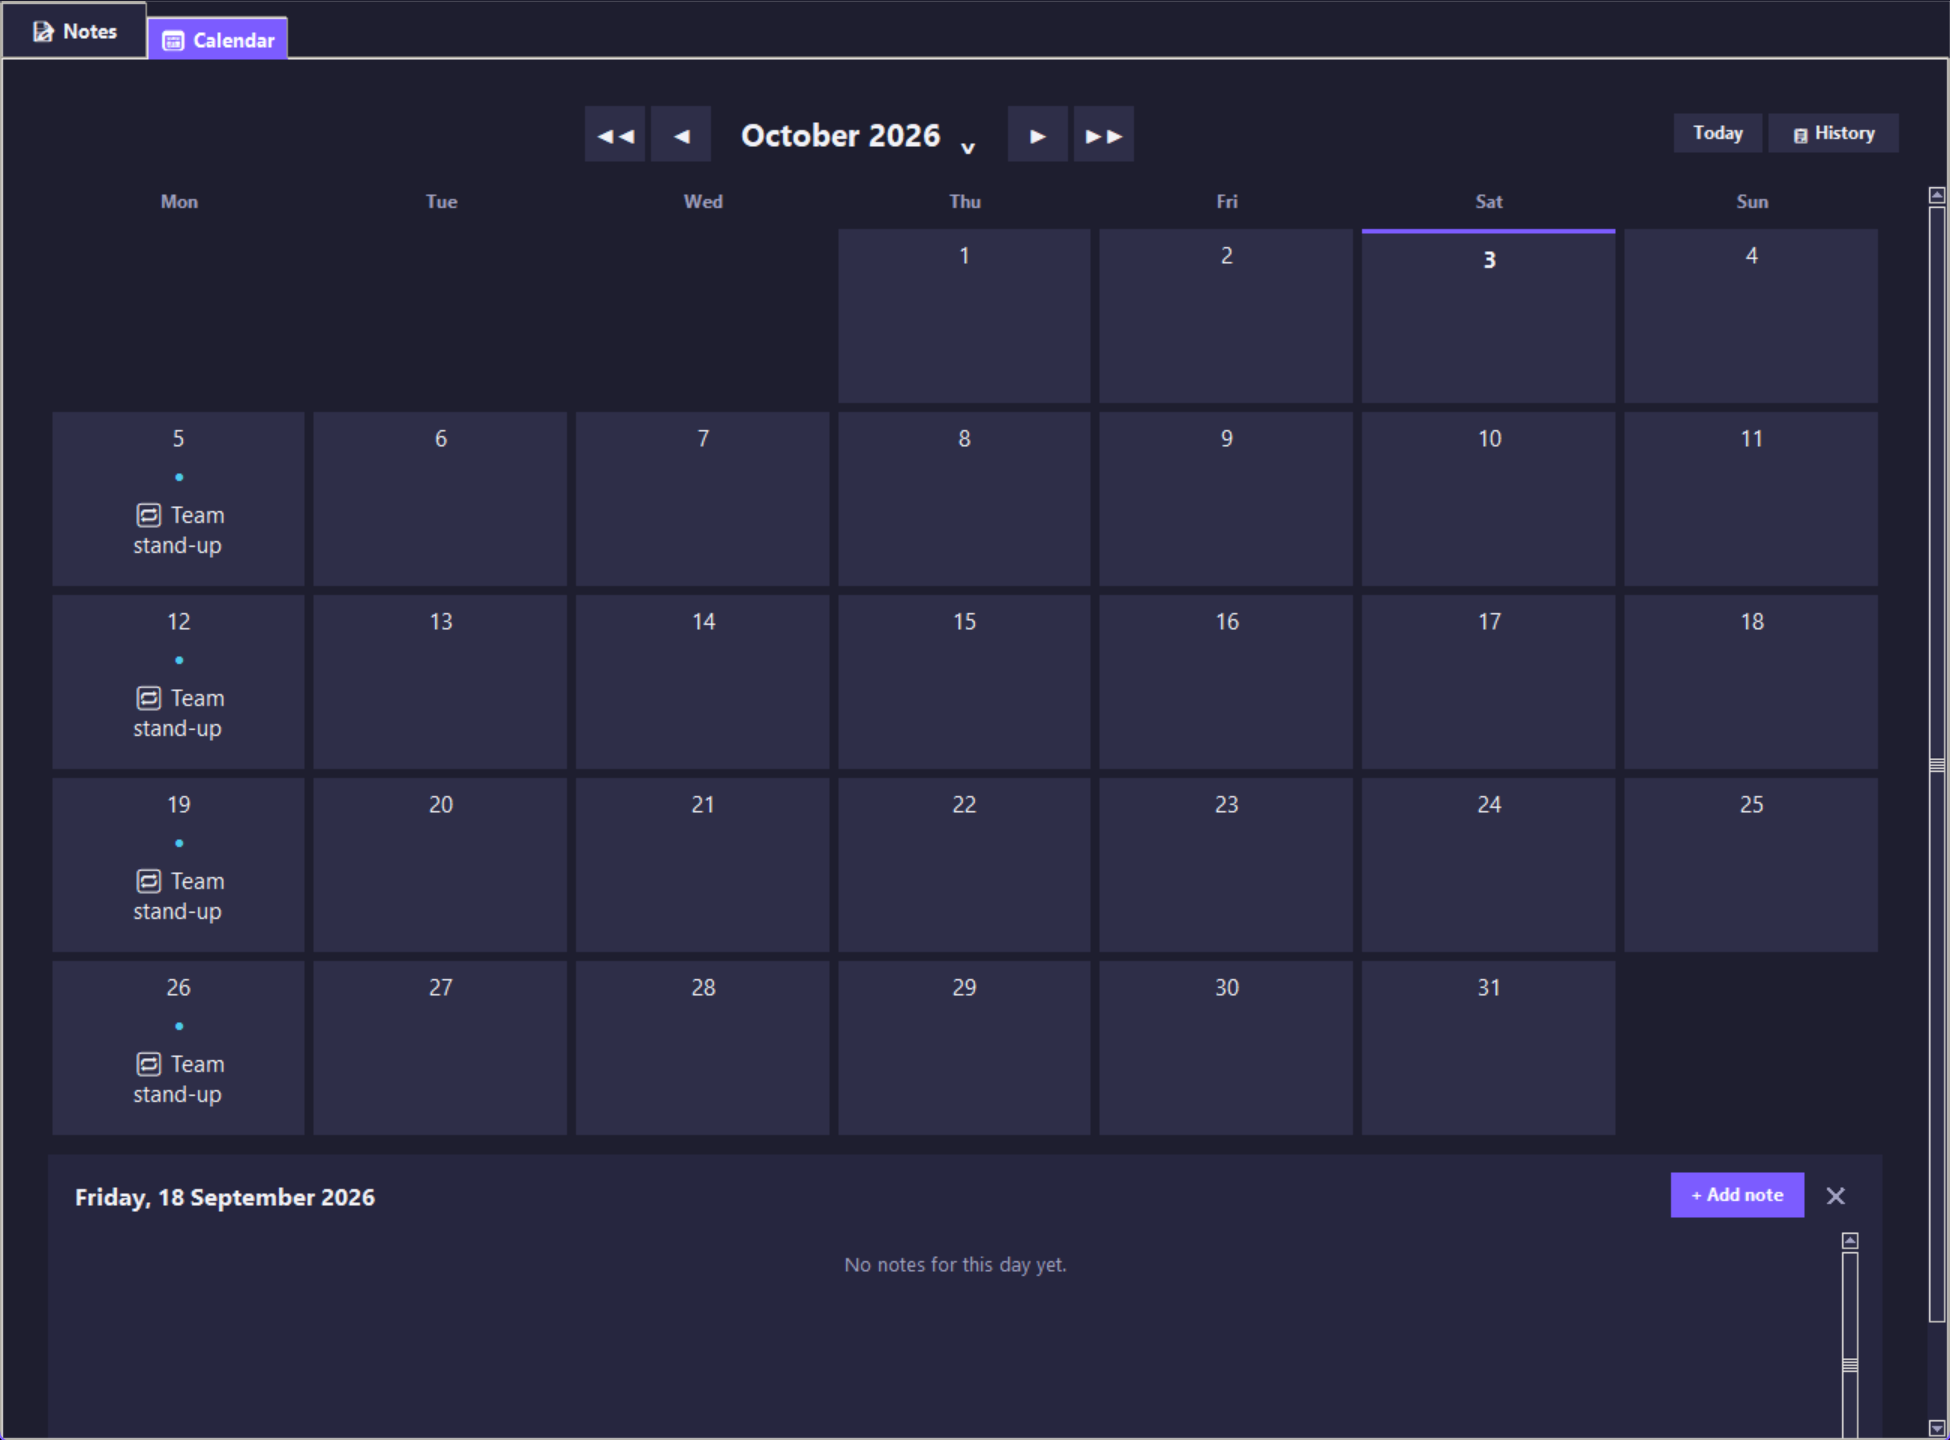 Notes
Calendar
October 2026
Today
History
Mon Tue Wed Thu Fri Sat Sun
1 2 3 4
5 6 7 8 9 10 11
Team
stand-up
12 13 14 15 16 17 18
Team
stand-up
19 20 21 22 23 24 25
Team
stand-up
26 27 28 29 30 31
Team
stand-up
Friday, 18 September 2026
+ Add note
No notes for this day yet.